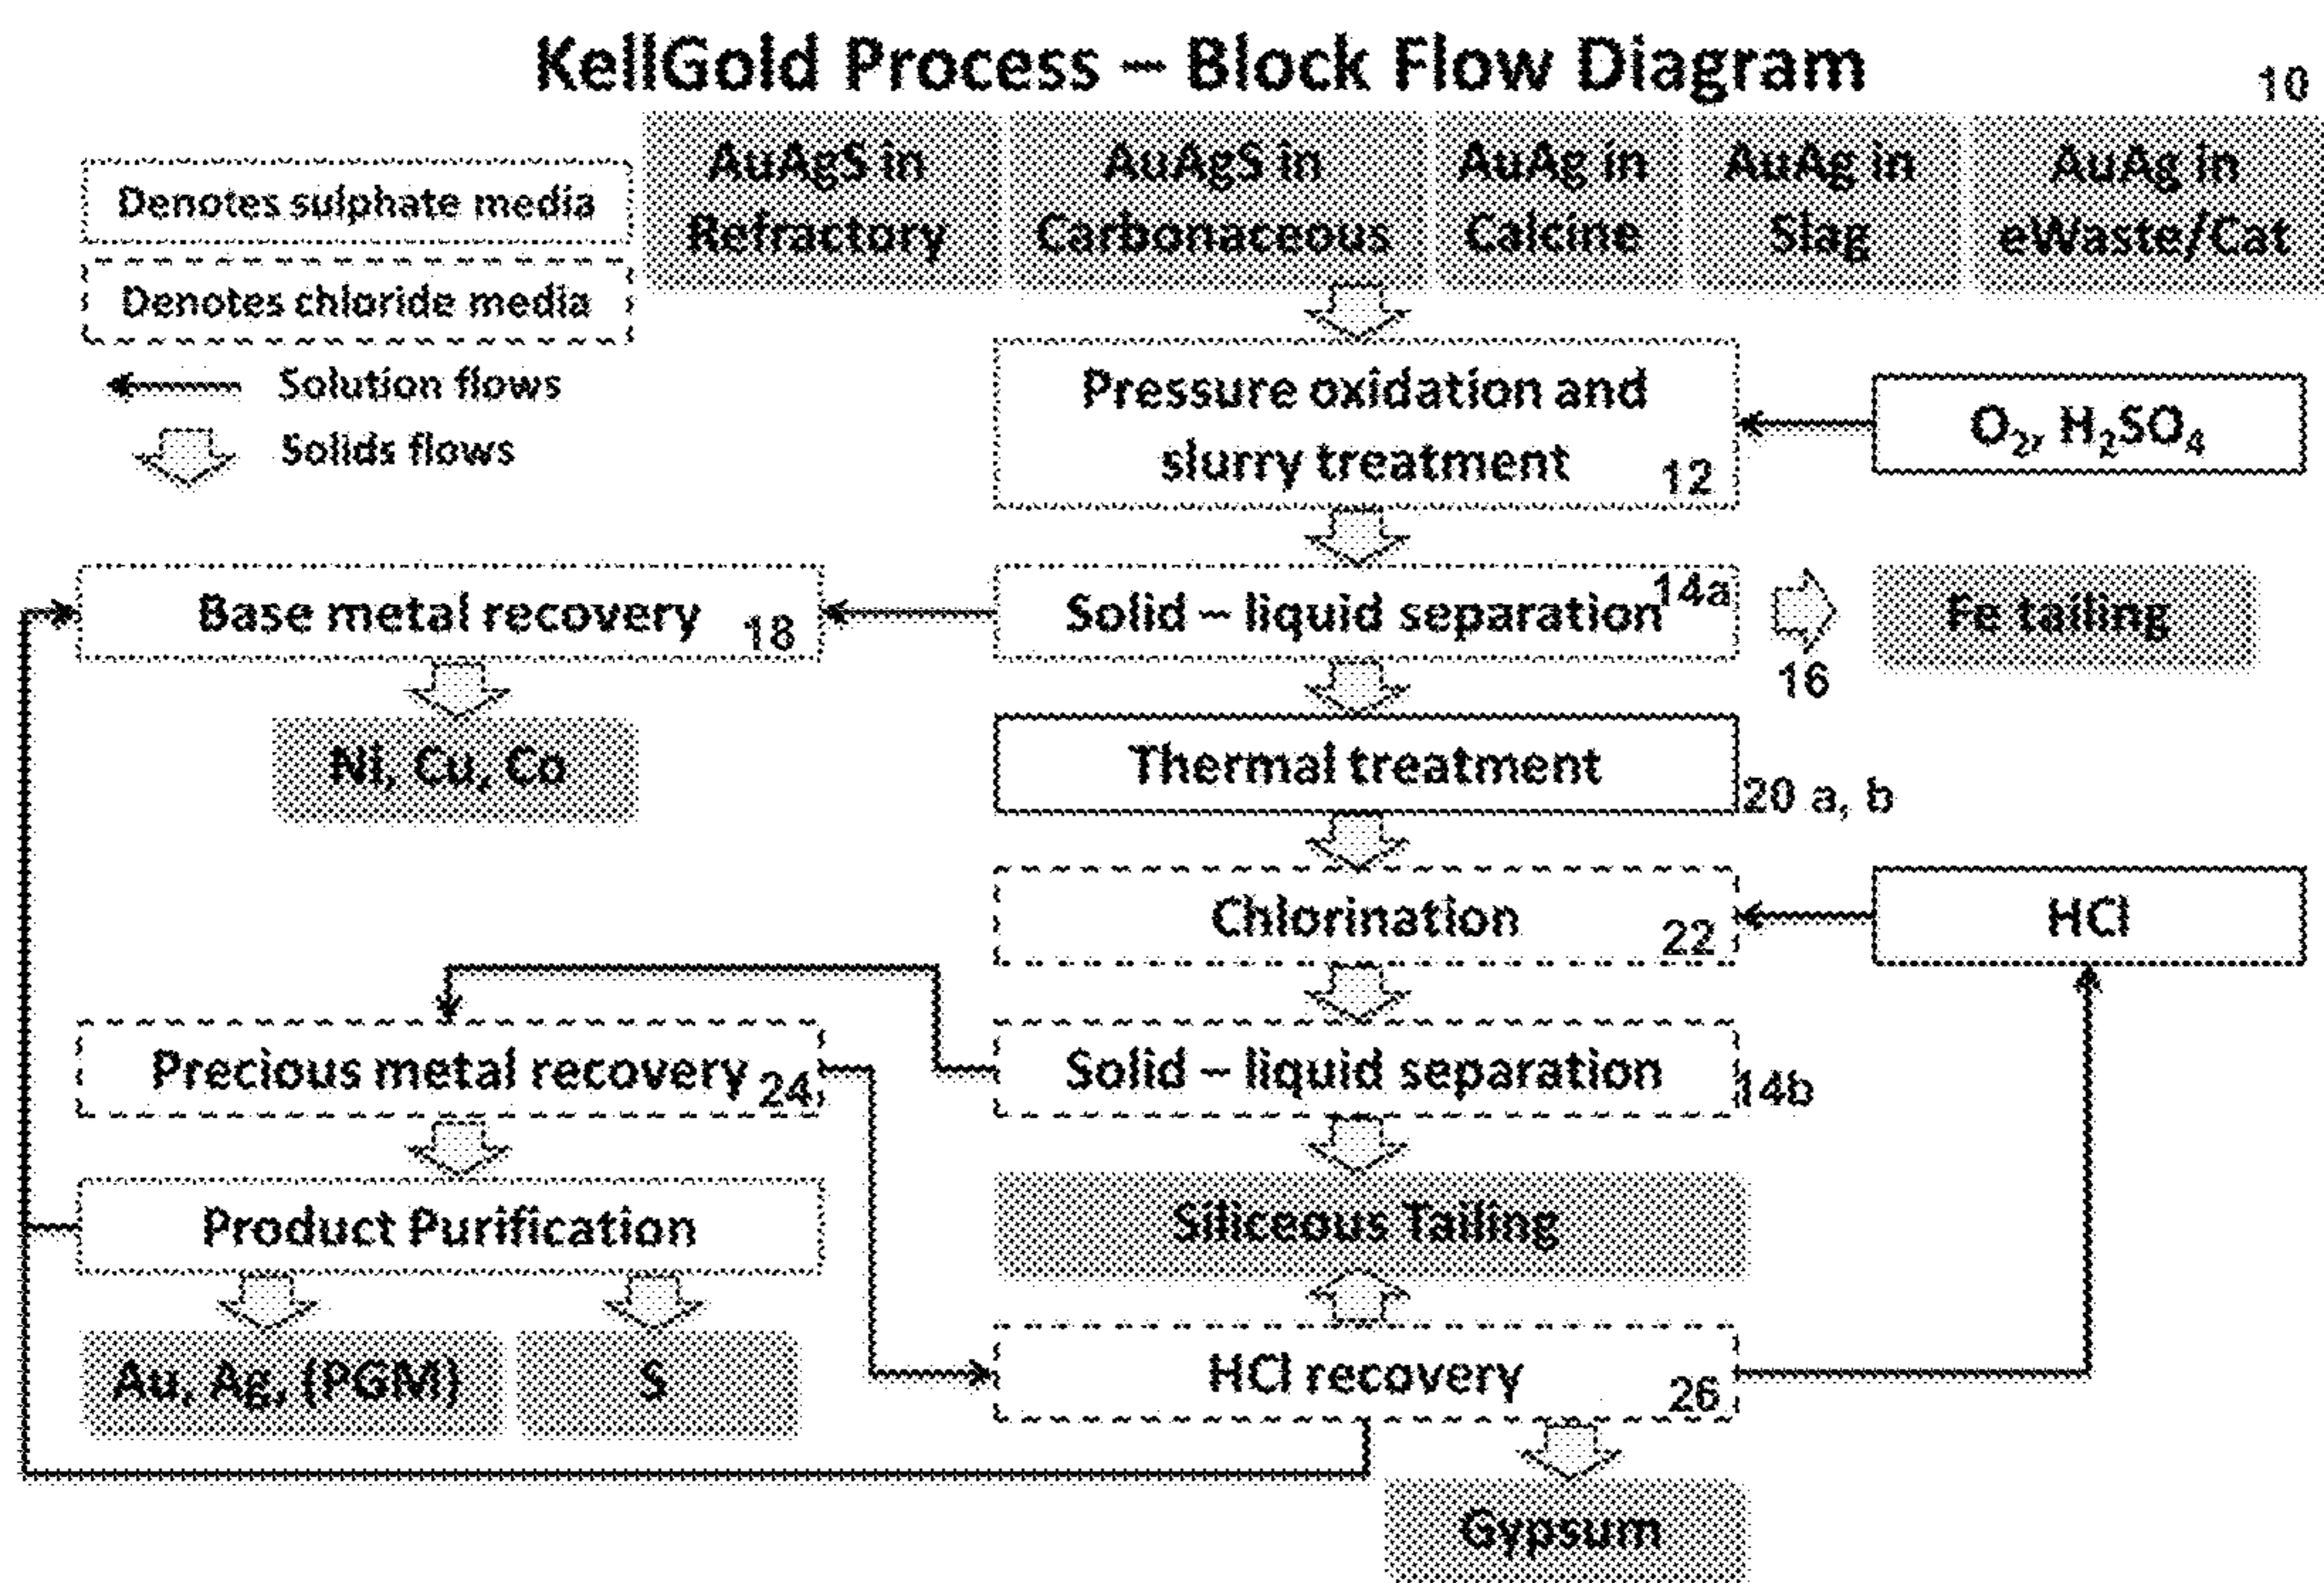 KellGold Process – Block Flow Diagram
10
Denotes sulphate media
Denotes chloride media
Solution flows
Solids flows
AuAgS in
Refractory
AuAgS in
Carbonaceous
AuAg in
Calcine
AuAg in
Slag
AuAg in
eWaste/Cat
Pressure oxidation and
slurry treatment
12
O2, H2SO4
Base metal recovery
18
Solid – liquid separation
14a
16
Fe tailing
Ni, Cu, Co
Thermal treatment
20 a, b
Chlorination
22
HCl
Precious metal recovery
24
Solid – liquid separation
14b
Product Purification
Siliceous Tailing
Au, Ag, (PGM)
S
HCl recovery
26
Gypsum